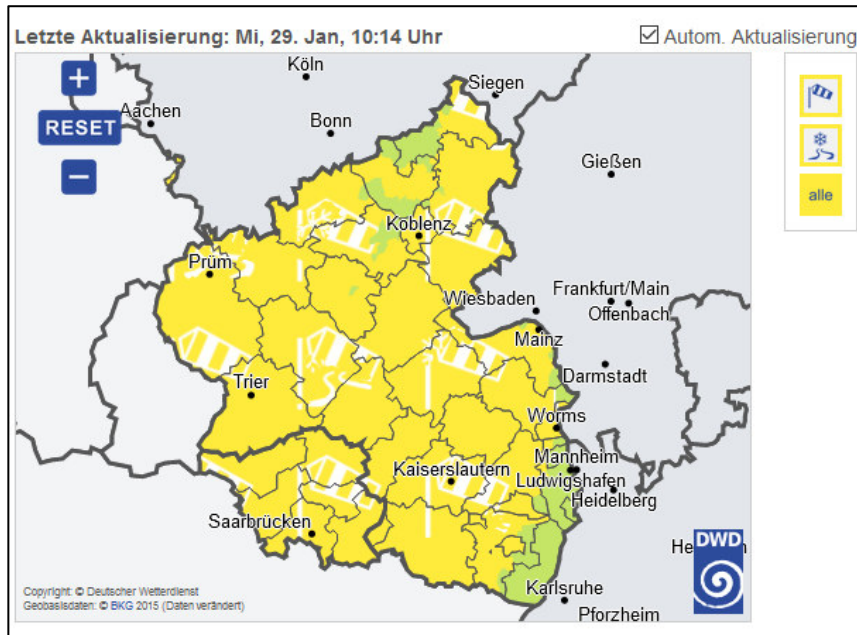 Letzte Aktualisierung: Mi, 29. Jan, 10:14 Uhr
Autom. Aktualisierung
+
RESET
−
Köln
Siegen
Aachen
Bonn
Gießen
Koblenz
Prüm
Wiesbaden
Frankfurt/Main
Offenbach
Mainz
Darmstadt
Trier
Worms
Mannheim
Kaiserslautern
Ludwigshafen
Heidelberg
Saarbrücken
Karlsruhe
Pforzheim
alle
DWD
Copyright: © Deutscher Wetterdienst
Geobasisdaten: © BKG 2015 (Daten verändert)